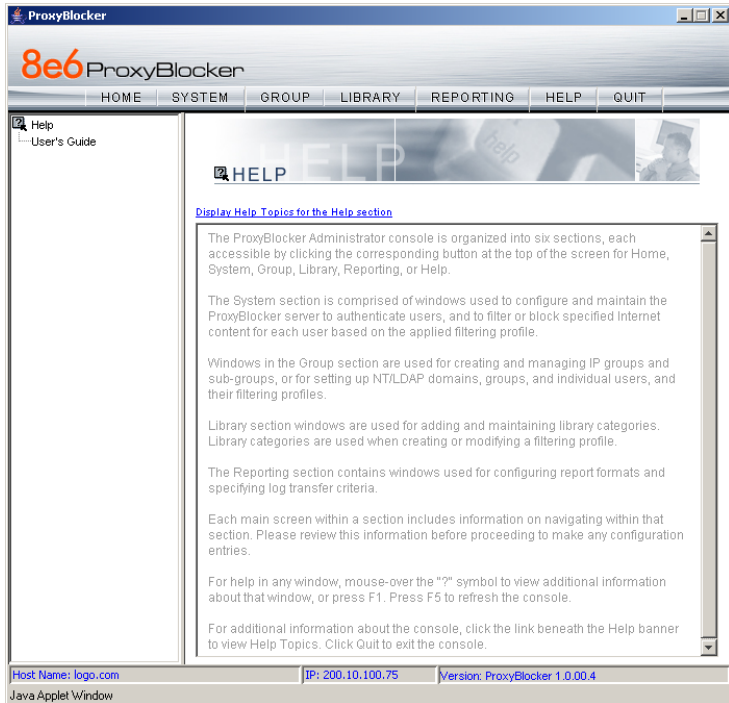 ProxyBlocker
8e6 ProxyBlocker
HOME SYSTEM GROUP LIBRARY REPORTING HELP QUIT
Help
User's Guide
HELP
help
HELP
Display Help Topics for the Help section
The ProxyBlocker Administrator console is organized into six sections, each
accessible by clicking the corresponding button at the top of the screen for Home,
System, Group, Library, Reporting, or Help.
The System section is comprised of windows used to configure and maintain the
ProxyBlocker server to authenticate users, and to filter or block specified Internet
content for each user based on the applied filtering profile.
Windows in the Group section are used for creating and managing IP groups and
sub-groups, or for setting up NT/LDAP domains, groups, and individual users, and
their filtering profiles.
Library section windows are used for adding and maintaining library categories.
Library categories are used when creating or modifying a filtering profile.
The Reporting section contains windows used for configuring report formats and
specifying log transfer criteria.
Each main screen within a section includes information on navigating within that
section. Please review this information before proceeding to make any configuration
entries.
For help in any window, mouse-over the "?" symbol to view additional information
about that window, or press F1. Press F5 to refresh the console.
For additional information about the console, click the link beneath the Help banner
to view Help Topics. Click Quit to exit the console.
Host Name: logo.com IP: 200.10.100.75 Version: ProxyBlocker 1.0.00.4
Java Applet Window